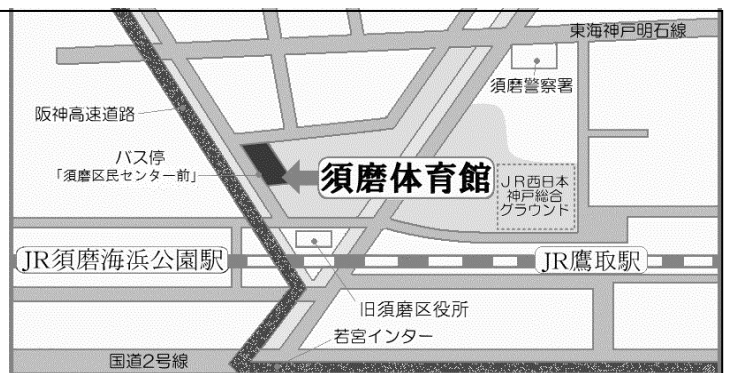 東海神戸明石線
須磨警察署
阪神高速道路
バス停
「須磨区民センター前」
須磨体育館
JR西日本
神戸総合
グラウンド
JR須磨海浜公園駅
JR鷹取駅
旧須磨区役所
若宮インター
国道2号線